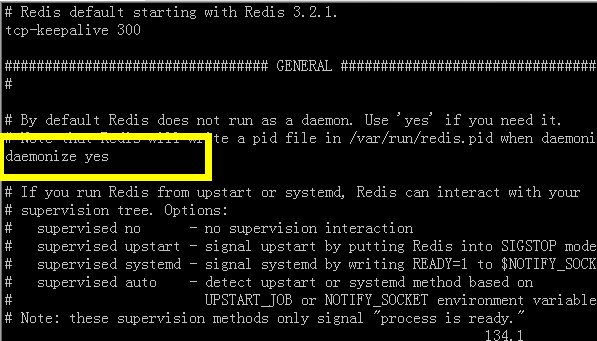 # Redis default starting with Redis 3.2.1.
tcp-keepalive 300
################################# GENERAL #################################
#
# By default Redis does not run as a daemon. Use 'yes' if you need it.
# Note that Redis will write a pid file in /var/run/redis.pid when daemoni
daemonize yes
# If you run Redis from upstart or systemd, Redis can interact with your
# supervision tree. Options:
#   supervised no      - no supervision interaction
#   supervised upstart - signal upstart by putting Redis into SIGSTOP mode
#   supervised systemd - signal systemd by writing READY=1 to $NOTIFY_SOCK
#   supervised auto    - detect upstart or systemd method based on
#                        UPSTART_JOB or NOTIFY_SOCKET environment variable
# Note: these supervision methods only signal "process is ready."
134.1